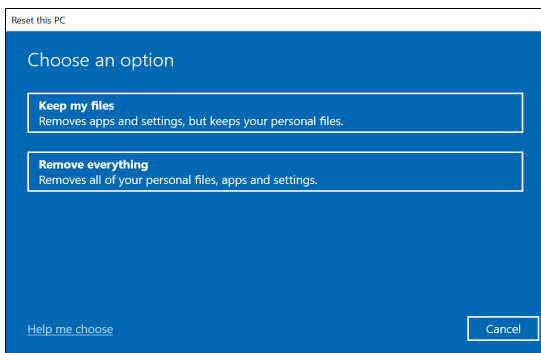 Reset this PC
Choose an option
Keep my files
Removes apps and settings, but keeps your personal files.
Remove everything
Removes all of your personal files, apps and settings.
Help me choose
Cancel